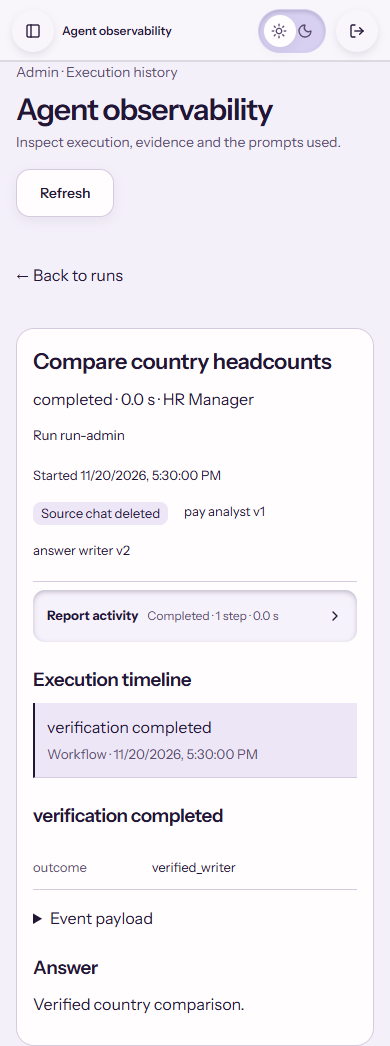 Agent observability
Admin · Execution history
Agent observability
Inspect execution, evidence and the prompts used.
Refresh
← Back to runs
Compare country headcounts
completed · 0.0 s · HR Manager
Run run-admin
Started 11/20/2026, 5:30:00 PM
Source chat deleted pay analyst v1
answer writer v2
Report activity Completed · 1 step · 0.0 s
Execution timeline
verification completed
Workflow · 11/20/2026, 5:30:00 PM
verification completed
outcome verified_writer
Event payload
Answer
Verified country comparison.